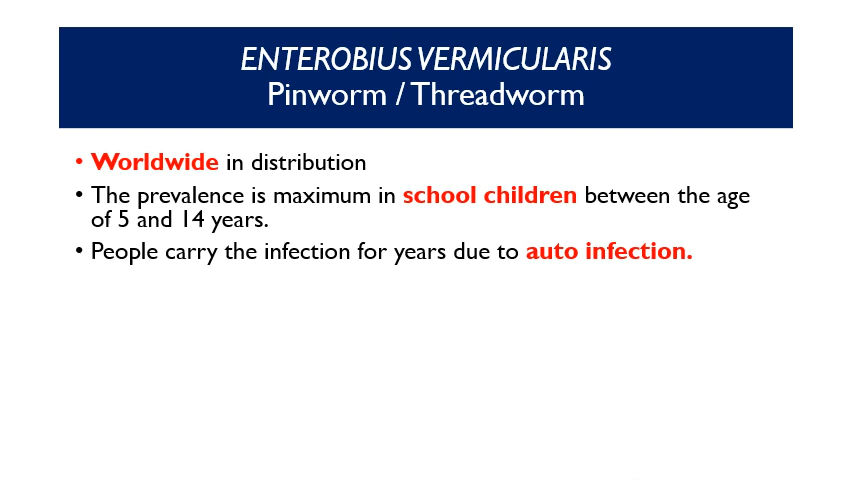 ENTEROBIUS VERMICULARIS
Pinworm / Threadworm
• Worldwide in distribution
• The prevalence is maximum in school children between the age
of 5 and 14 years.
• People carry the infection for years due to auto infection.